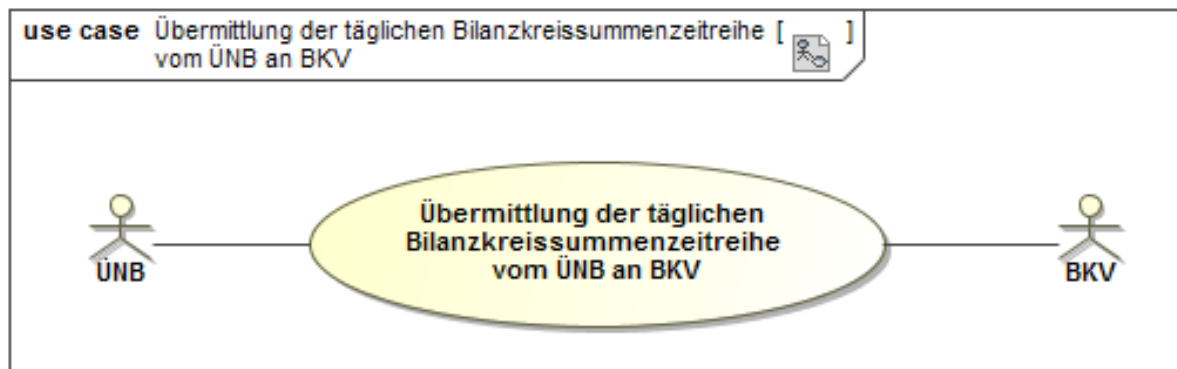 use case Übermittlung der täglichen Bilanzkreissummenzeitreihe [ ]
vom ÜNB an BKV
Übermittlung der täglichen
Bilanzkreissummenzeitreihe
vom ÜNB an BKV
ÜNB
BKV